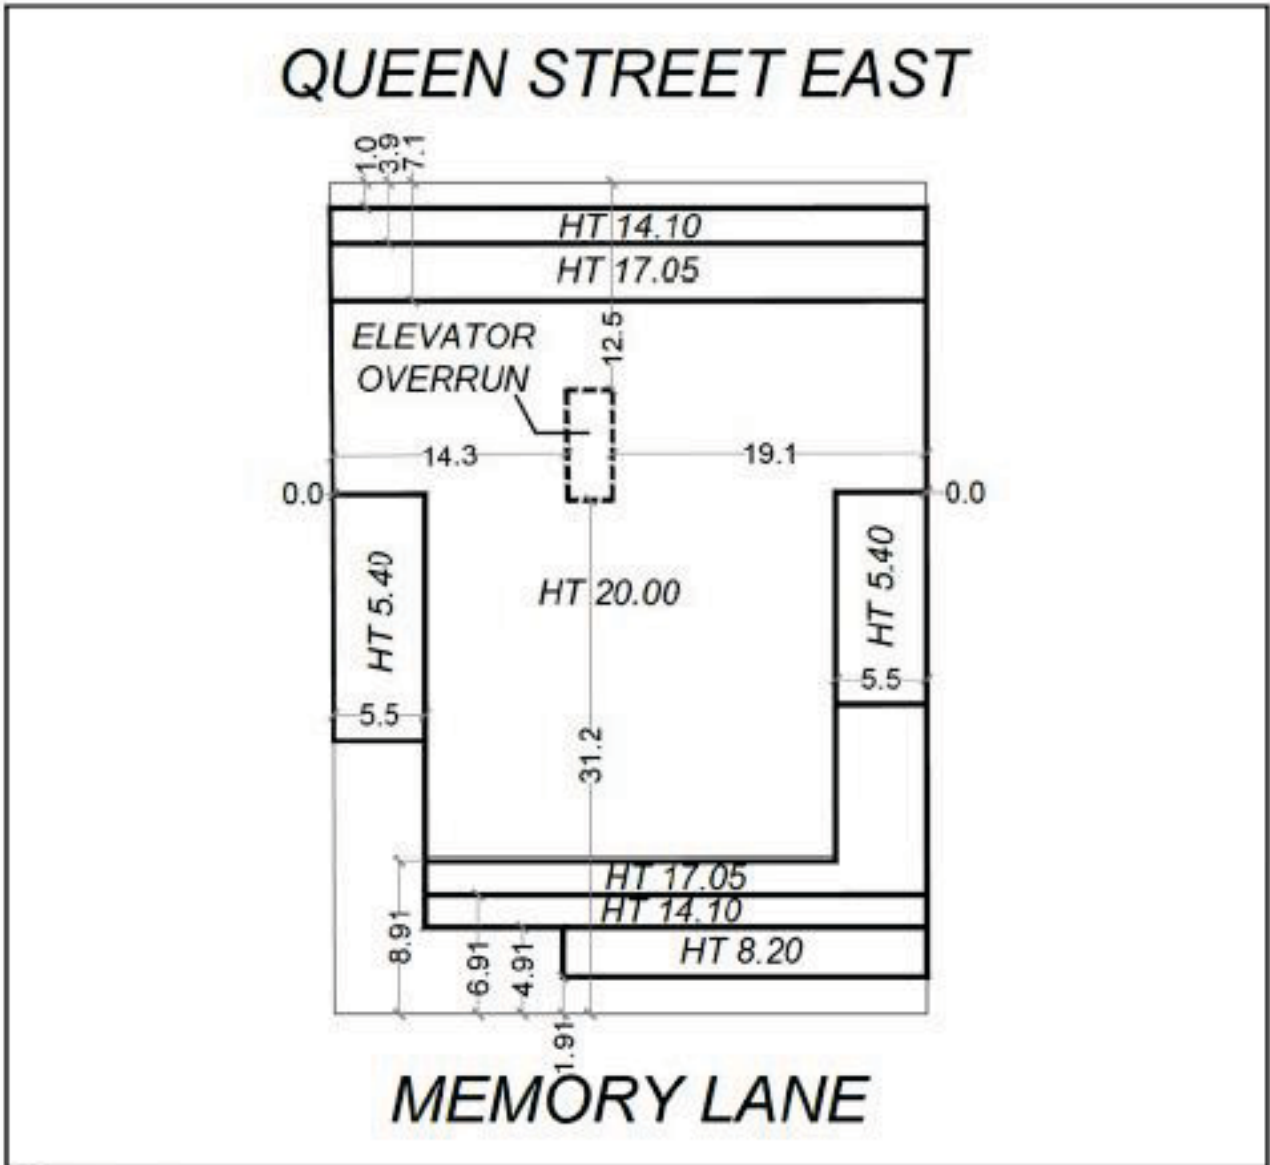 QUEEN STREET EAST
1.0
3.9
7.1
HT 14.10
HT 17.05
ELEVATOR
OVERRUN
12.5
14.3
19.1
0.0
0.0
HT 5.40
HT 20.00
HT 5.40
5.5
5.5
31.2
HT 17.05
HT 14.10
HT 8.20
8.91
6.91
4.91
1.91
MEMORY LANE